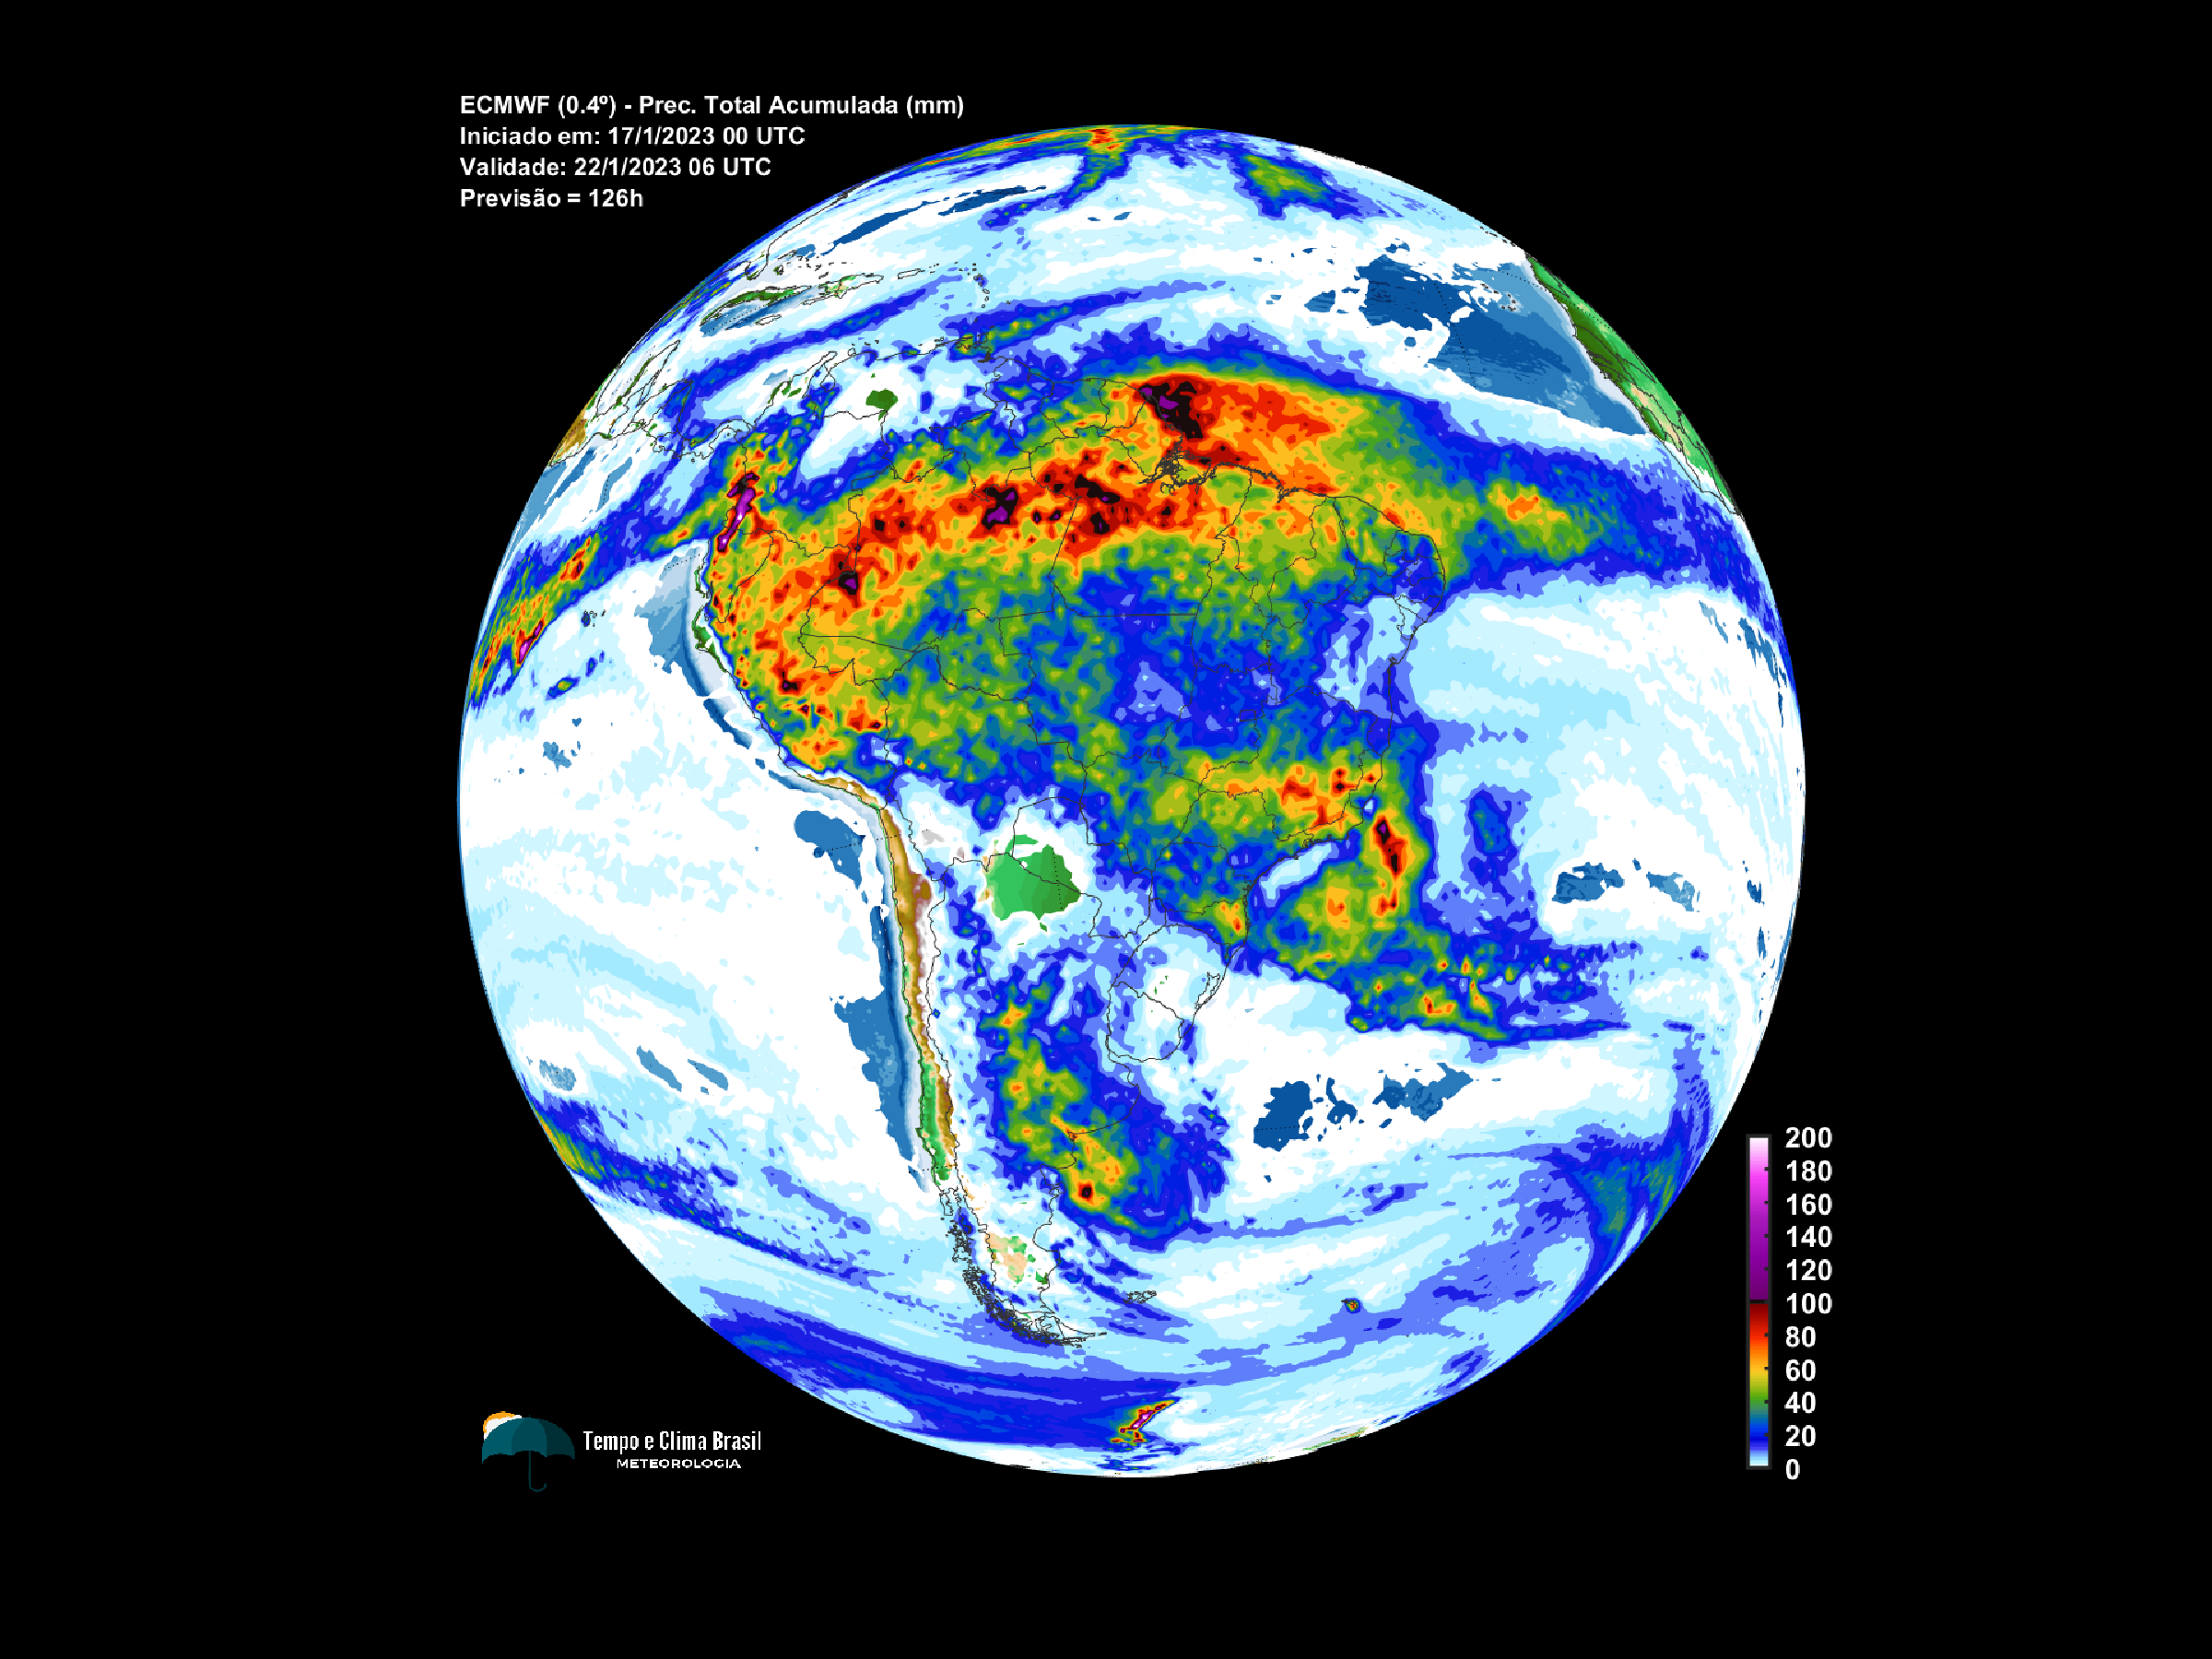 ECMWF (0.4º) - Prec. Total Acumulada (mm)
Iniciado em: 17/1/2023 00 UTC
Validade: 22/1/2023 06 UTC
Previsão = 126h
200
180
160
140
120
100
80
60
40
20
0
Tempo e Clima Brasil
METEOROLOGIA